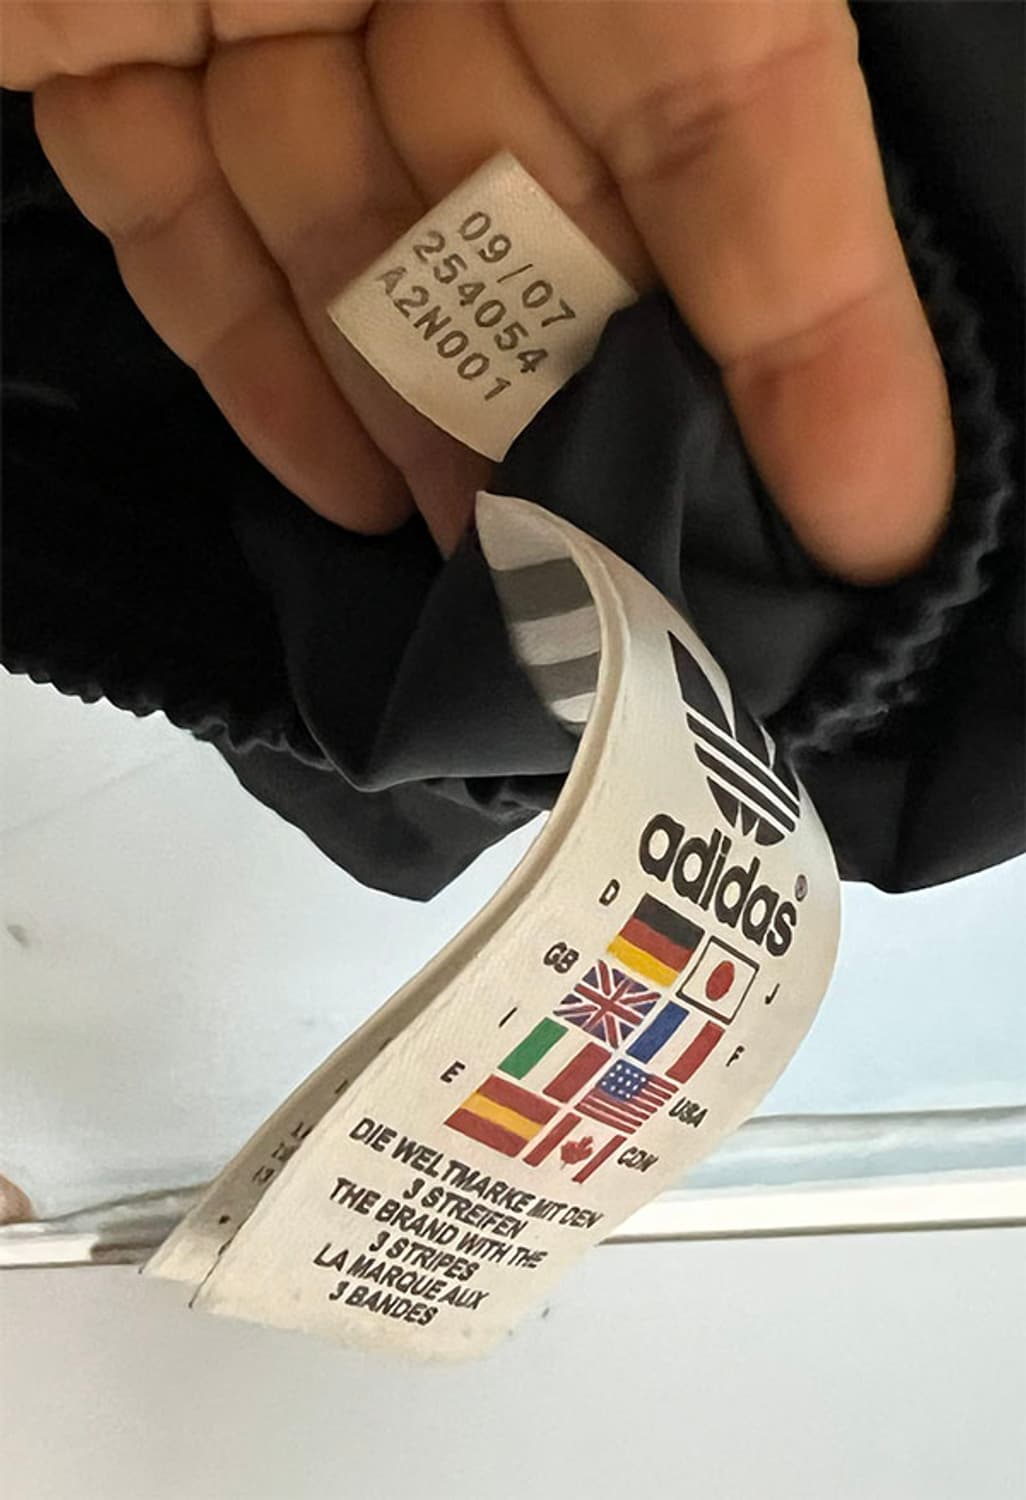 09/07
254054
A2N001
adidas®
D
J
GB
F
I
USA
E
CDN
DIE WELTMARKE MIT DEN
3 STREIFEN
THE BRAND WITH THE
3 STRIPES
LA MARQUE AUX
3 BANDES